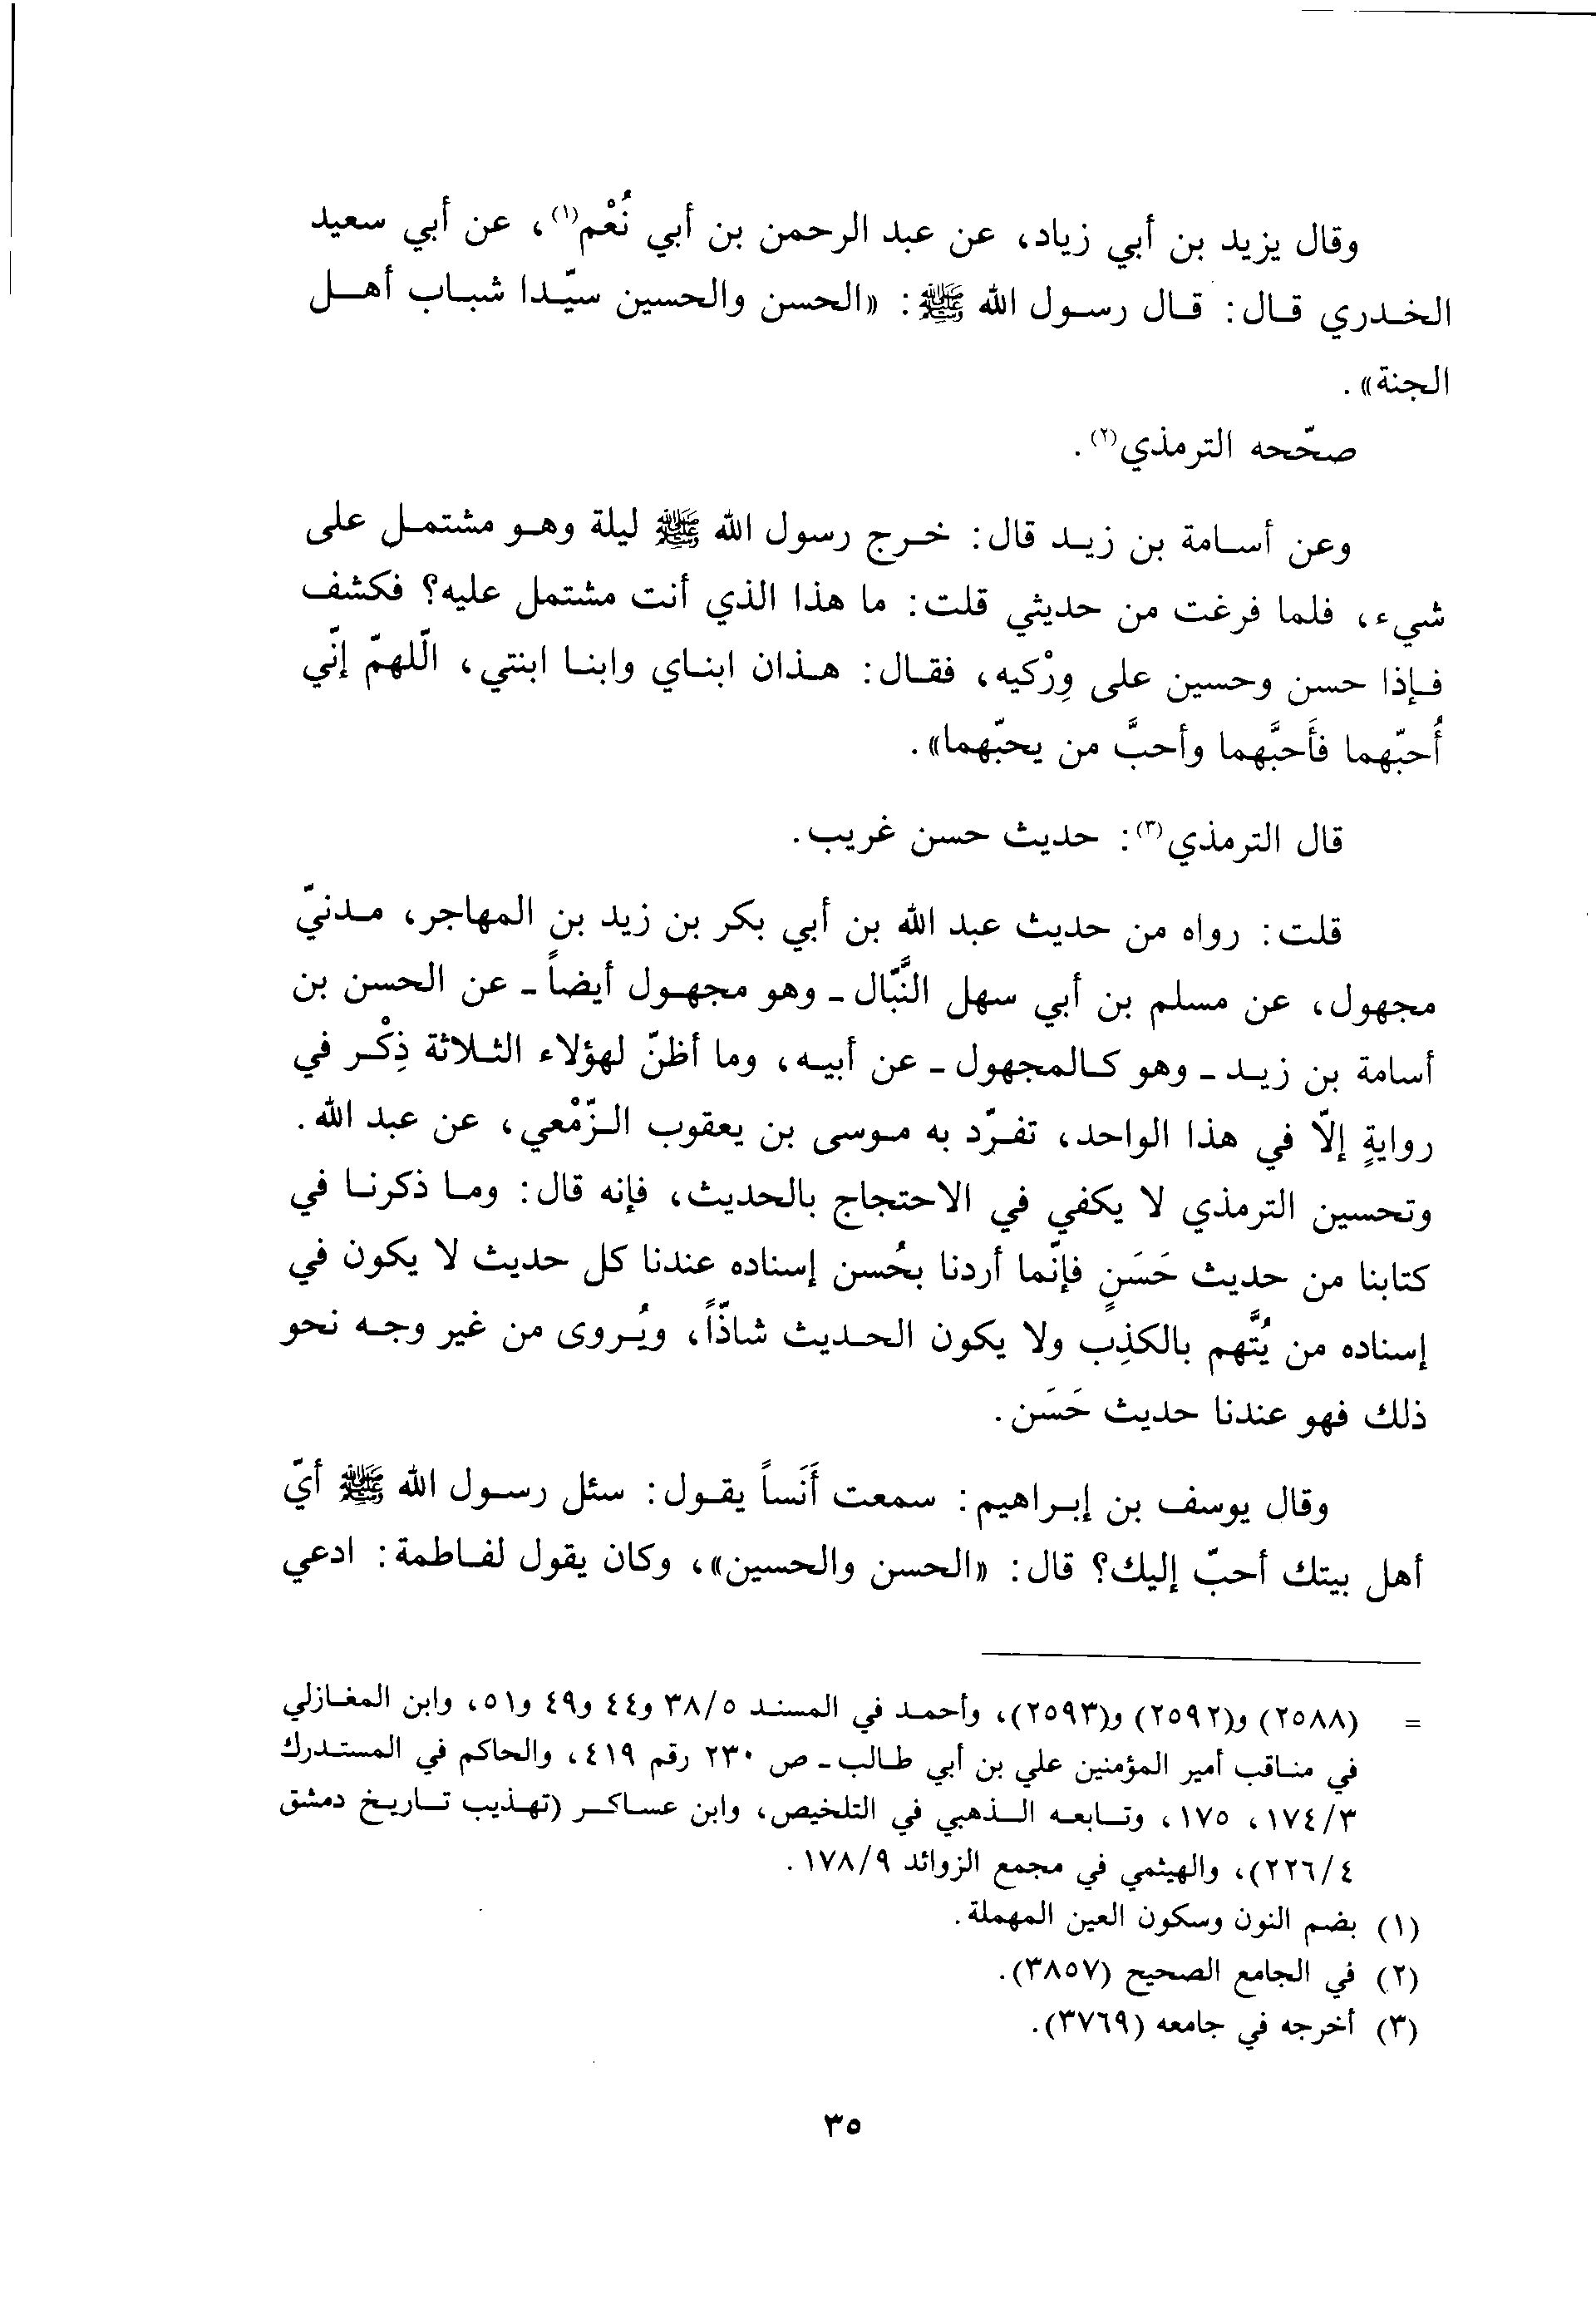 وقال يزيد بن أبي زياد، عن عبد الرحمن بن أبي نُعْم(١)، عن أبي سعيد
الخدري قال: قال رسول الله ﷺ: «الحسن والحسين سيّدا شباب أهل
الجنة».
صحّحه الترمذي(٢).
وعن أسامة بن زيد قال: خرج رسول الله ﷺ ليلة وهو مشتمل على
شيء، فلما فرغت من حديثي قلت: ما هذا الذي أنت مشتمل عليه؟ فكشف
فإذا حسن وحسين على وِرْكيه، فقال: هذان ابناي وابنا ابنتي، الّلهمّ إنّي
أُحبّهما فأَحبَّهما وأحبَّ من يحبّهما».
قال الترمذي(٣): حديث حسن غريب.
قلت: رواه من حديث عبد الله بن أبي بكر بن زيد بن المهاجر، مدنيّ
مجهول، عن مسلم بن أبي سهل النَّبّال ـ وهو مجهول أيضاً ـ عن الحسن بن
أسامة بن زيد ـ وهو كالمجهول ـ عن أبيه، وما أظنّ لهؤلاء الثلاثة ذِكْر في
روايةٍ إلّا في هذا الواحد، تفرّد به موسى بن يعقوب الزّمْعي، عن عبد الله.
وتحسين الترمذي لا يكفي في الاحتجاج بالحديث، فإنه قال: وما ذكرنا في
كتابنا من حديث حَسَنٍ فإنّما أردنا بحُسن إسناده عندنا كل حديث لا يكون في
إسناده من يُتَّهم بالكذِب ولا يكون الحديث شاذّاً، ويُروى من غير وجه نحو
ذلك فهو عندنا حديث حَسَن.
وقال يوسف بن إبراهيم: سمعت أَنَساً يقول: سئل رسول الله ﷺ أيّ
أهل بيتك أحبّ إليك؟ قال: «الحسن والحسين»، وكان يقول لفاطمة: ادعي
= (٢٥٨٨) و(٢٥٩٢) و(٢٥٩٣)، وأحمد في المسند ٣٨/٥ و٤٤ و٤٩ و٥١، وابن المغازلي
في مناقب أمير المؤمنين علي بن أبي طالب ـ ص ٢٣٠ رقم ٤١٩، والحاكم في المستدرك
١٧٤/٣، ١٧٥، وتابعه الذهبي في التلخيص، وابن عساكر (تهذيب تاريخ دمشق
٢٢٦/٤)، والهيثمي في مجمع الزوائد ١٧٨/٩.
(١) بضم النون وسكون العين المهملة.
(٢) في الجامع الصحيح (٣٨٥٧).
(٣) أخرجه في جامعه (٣٧٦٩).
٣٥